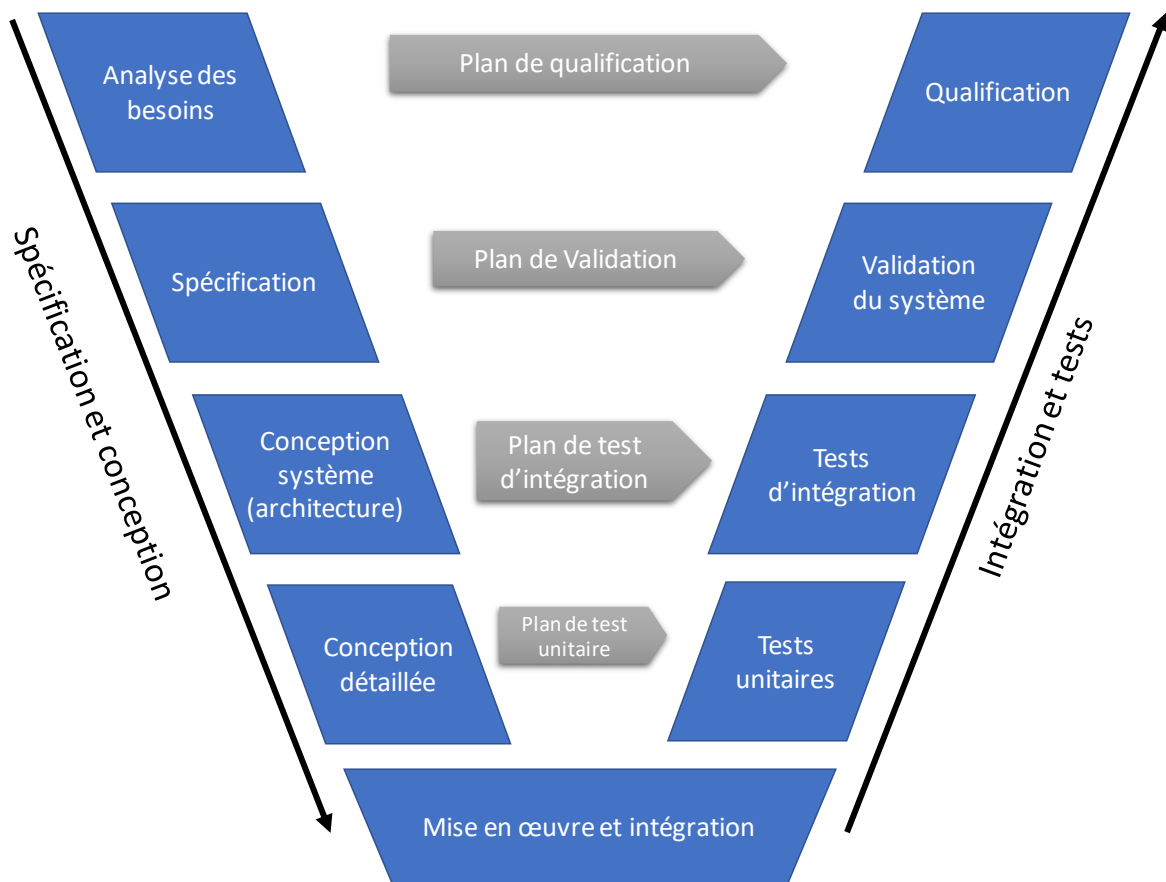 Analyse des
besoins
Plan de qualification
Qualification
Spécification
Plan de Validation
Validation
du système
Conception
système
(architecture)
Plan de test
d’intégration
Tests
d’intégration
Conception
détaillée
Plan de test
unitaire
Tests
unitaires
Mise en œuvre et intégration
Spécification et conception
Intégration et tests